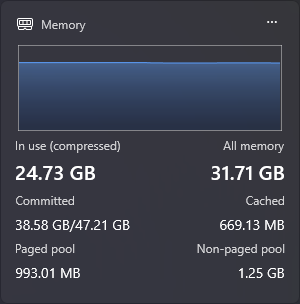 Memory
...
In use (compressed) All memory
24.73 GB 31.71 GB
Committed Cached
38.58 GB/47.21 GB 669.13 MB
Paged pool Non-paged pool
993.01 MB 1.25 GB